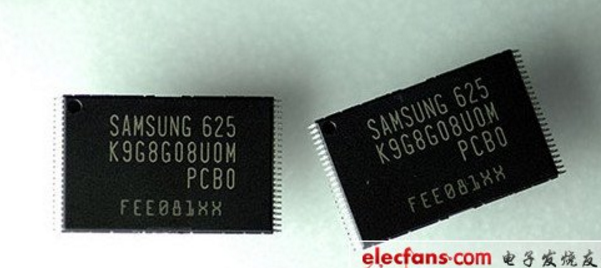 SAMSUNG 625
K9G8G08U0M
PCB0
FEE081XX
SAMSUNG 625
K9G8G08U0M
PCB0
FEE081XX
elecfans·com 电子发烧友